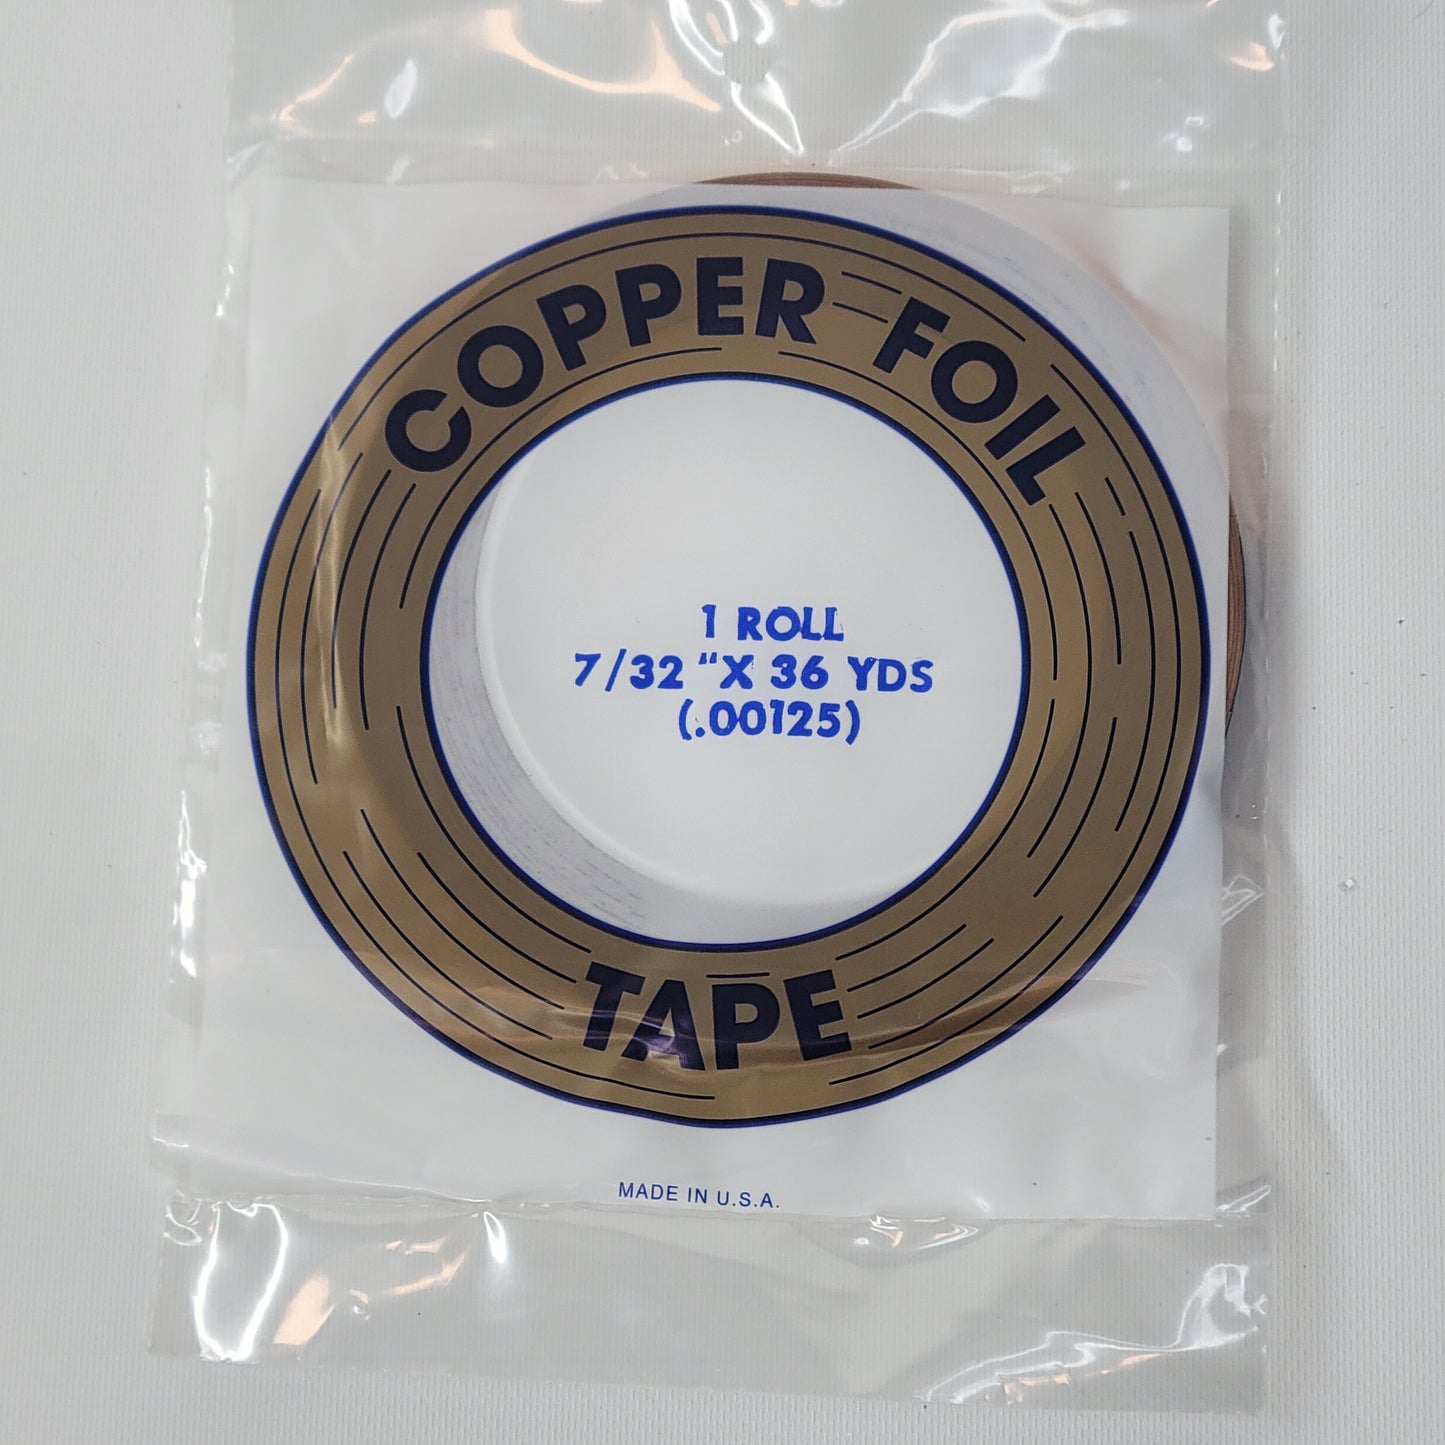 COPPER FOIL
1 ROLL
7/32 "X 36 YDS
(.00125)
TAPE
MADE IN U.S.A.